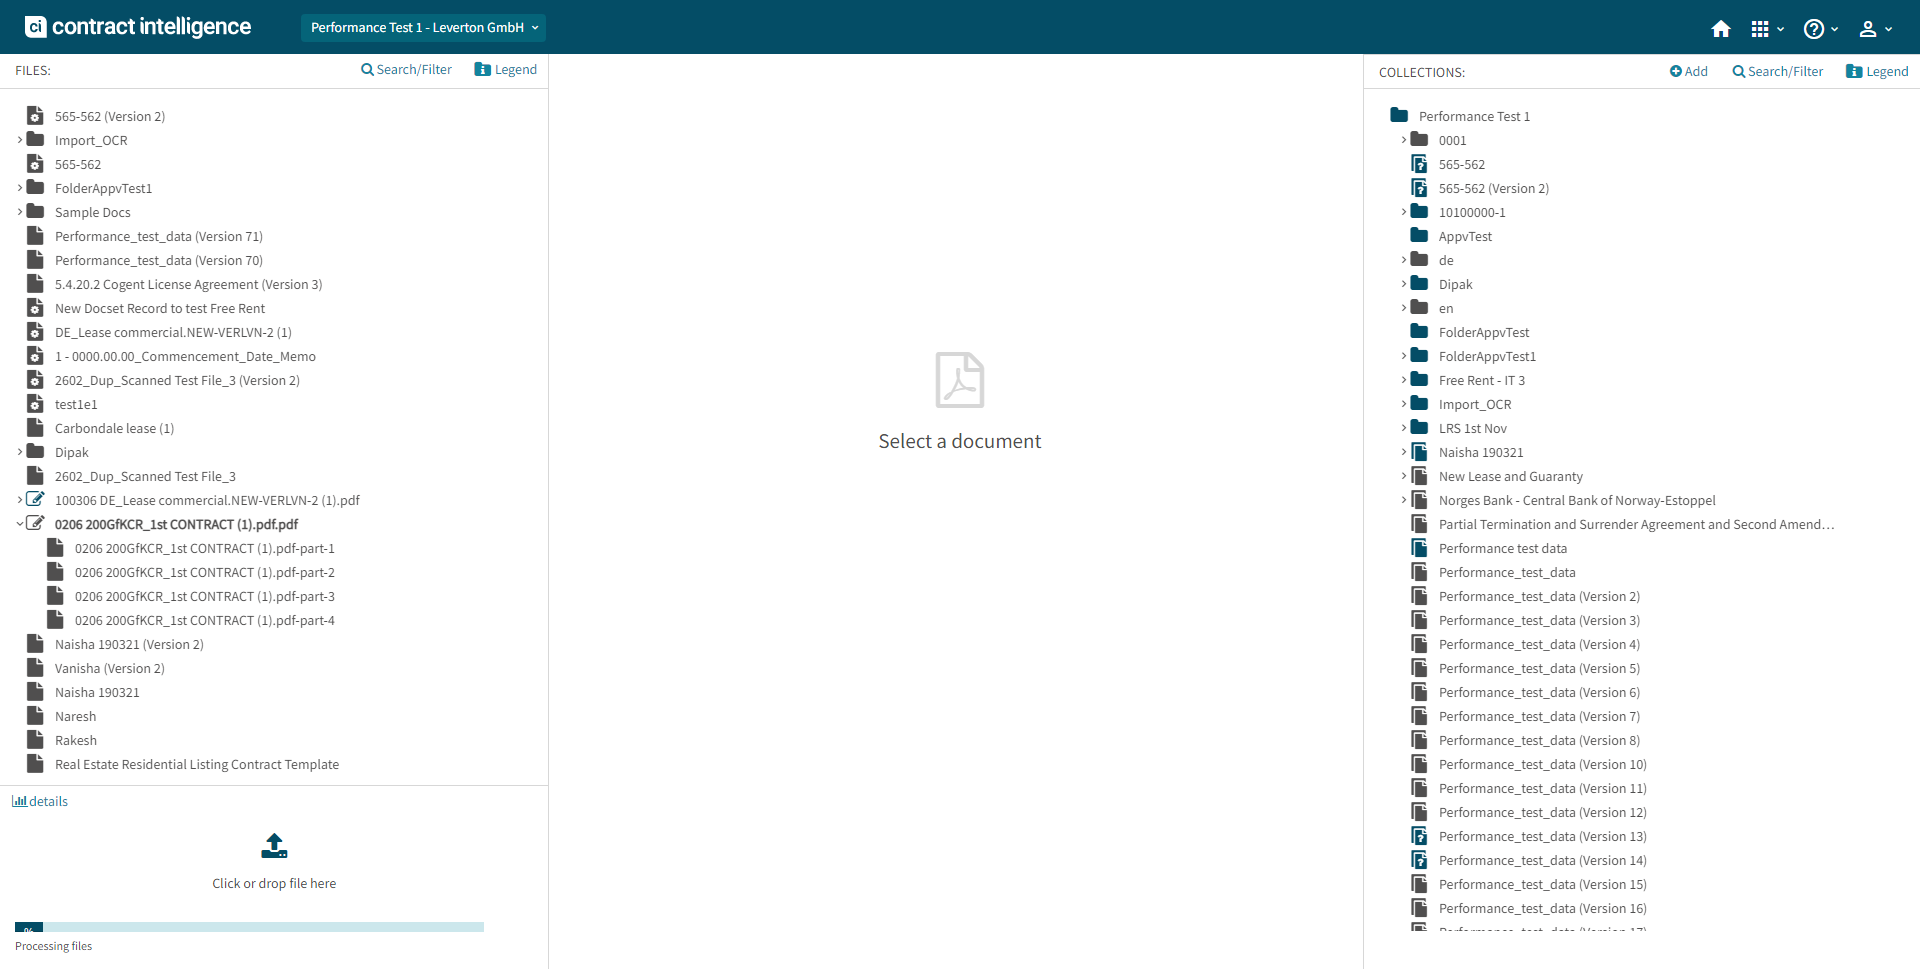 ci contract intelligence
Performance Test 1 - Leverton GmbH
FILES:
Search/Filter
Legend
565-562 (Version 2)
Import_OCR
565-562
FolderAppvTest1
Sample Docs
Performance_test_data (Version 71)
Performance_test_data (Version 70)
5.4.20.2 Cogent License Agreement (Version 3)
New Docset Record to test Free Rent
DE_Lease commercial.NEW-VERLVN-2 (1)
1 - 0000.00.00_Commencement_Date_Memo
2602_Dup_Scanned Test File_3 (Version 2)
test1e1
Carbondale lease (1)
Dipak
2602_Dup_Scanned Test File_3
100306 DE_Lease commercial.NEW-VERLVN-2 (1).pdf
0206 200GfKCR_1st CONTRACT (1).pdf.pdf
0206 200GfKCR_1st CONTRACT (1).pdf-part-1
0206 200GfKCR_1st CONTRACT (1).pdf-part-2
0206 200GfKCR_1st CONTRACT (1).pdf-part-3
0206 200GfKCR_1st CONTRACT (1).pdf-part-4
Naisha 190321 (Version 2)
Vanisha (Version 2)
Naisha 190321
Naresh
Rakesh
Real Estate Residential Listing Contract Template
details
Click or drop file here
%
Processing files
Select a document
COLLECTIONS:
Add
Search/Filter
Legend
Performance Test 1
0001
565-562
565-562 (Version 2)
10100000-1
AppvTest
de
Dipak
en
FolderAppvTest
FolderAppvTest1
Free Rent - IT 3
Import_OCR
LRS 1st Nov
Naisha 190321
New Lease and Guaranty
Norges Bank - Central Bank of Norway-Estoppel
Partial Termination and Surrender Agreement and Second Amend…
Performance test data
Performance_test_data
Performance_test_data (Version 2)
Performance_test_data (Version 3)
Performance_test_data (Version 4)
Performance_test_data (Version 5)
Performance_test_data (Version 6)
Performance_test_data (Version 7)
Performance_test_data (Version 8)
Performance_test_data (Version 10)
Performance_test_data (Version 11)
Performance_test_data (Version 12)
Performance_test_data (Version 13)
Performance_test_data (Version 14)
Performance_test_data (Version 15)
Performance_test_data (Version 16)
Performance_test_data (Version 17)